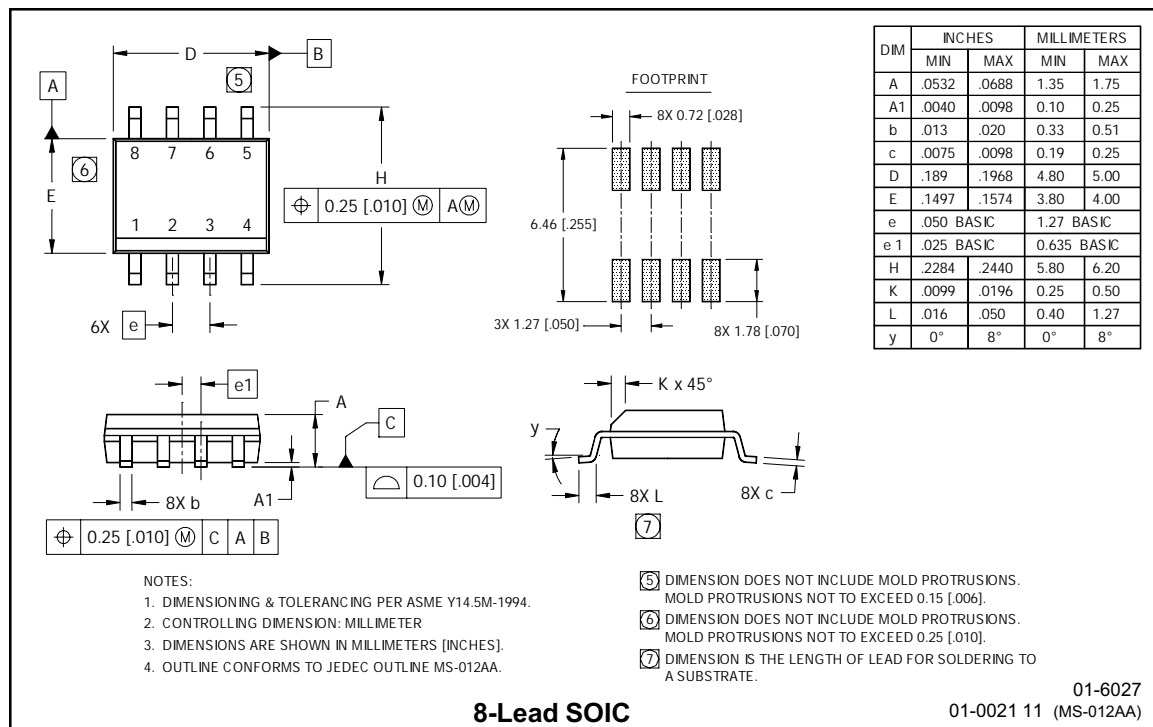 D
B
5
A
8 7 6 5
6
E
H
⌖ 0.25 [.010] Ⓜ AⓂ
1 2 3 4
6X e
FOOTPRINT
8X 0.72 [.028]
6.46 [.255]
3X 1.27 [.050]
8X 1.78 [.070]
DIM INCHES MILLIMETERS
MIN MAX MIN MAX
A .0532 .0688 1.35 1.75
A1 .0040 .0098 0.10 0.25
b .013 .020 0.33 0.51
c .0075 .0098 0.19 0.25
D .189 .1968 4.80 5.00
E .1497 .1574 3.80 4.00
e .050 BASIC 1.27 BASIC
e 1 .025 BASIC 0.635 BASIC
H .2284 .2440 5.80 6.20
K .0099 .0196 0.25 0.50
L .016 .050 0.40 1.27
y 0° 8° 0° 8°
e1
A
C
⌓ 0.10 [.004]
8X b
A1
⌖ 0.25 [.010] Ⓜ C A B
K x 45°
y
8X L
7
8X c
NOTES:
1. DIMENSIONING & TOLERANCING PER ASME Y14.5M-1994.
2. CONTROLLING DIMENSION: MILLIMETER
3. DIMENSIONS ARE SHOWN IN MILLIMETERS [INCHES].
4. OUTLINE CONFORMS TO JEDEC OUTLINE MS-012AA.
5 DIMENSION DOES NOT INCLUDE MOLD PROTRUSIONS.
MOLD PROTRUSIONS NOT TO EXCEED 0.15 [.006].
6 DIMENSION DOES NOT INCLUDE MOLD PROTRUSIONS.
MOLD PROTRUSIONS NOT TO EXCEED 0.25 [.010].
7 DIMENSION IS THE LENGTH OF LEAD FOR SOLDERING TO
A SUBSTRATE.
8-Lead SOIC
01-6027
01-0021 11 (MS-012AA)